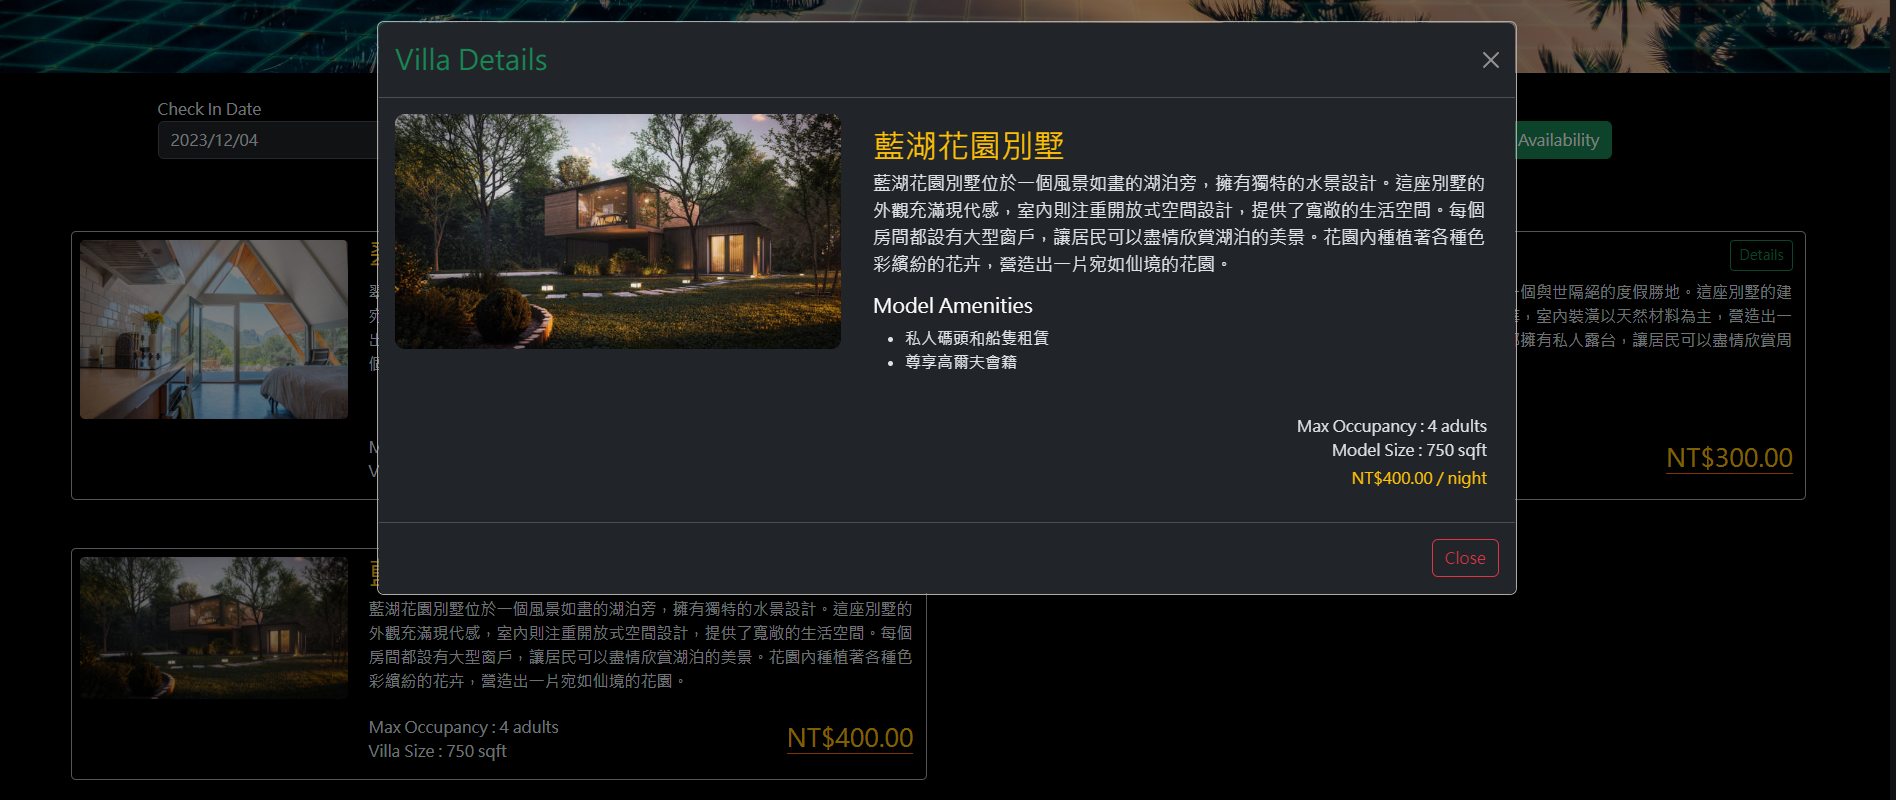 Villa Details
Check In Date
2023/12/04
Availability
藍湖花園別墅
藍湖花園別墅位於一個風景如畫的湖泊旁，擁有獨特的水景設計。這座別墅的
外觀充滿現代感，室內則注重開放式空間設計，提供了寬敞的生活空間。每個
房間都設有大型窗戶，讓居民可以盡情欣賞湖泊的美景。花園內種植著各種色
彩繽紛的花卉，營造出一片宛如仙境的花園。
Model Amenities
私人碼頭和船隻租賃
尊享高爾夫會籍
Max Occupancy : 4 adults
Model Size : 750 sqft
NT$400.00 / night
Close
Details
個與世隔絕的度假勝地。這座別墅的建
，室內裝潢以天然材料為主，營造出一
擁有私人露台，讓居民可以盡情欣賞周
NT$300.00
藍湖花園別墅位於一個風景如畫的湖泊旁，擁有獨特的水景設計。這座別墅的
外觀充滿現代感，室內則注重開放式空間設計，提供了寬敞的生活空間。每個
房間都設有大型窗戶，讓居民可以盡情欣賞湖泊的美景。花園內種植著各種色
彩繽紛的花卉，營造出一片宛如仙境的花園。
Max Occupancy : 4 adults
Villa Size : 750 sqft
NT$400.00